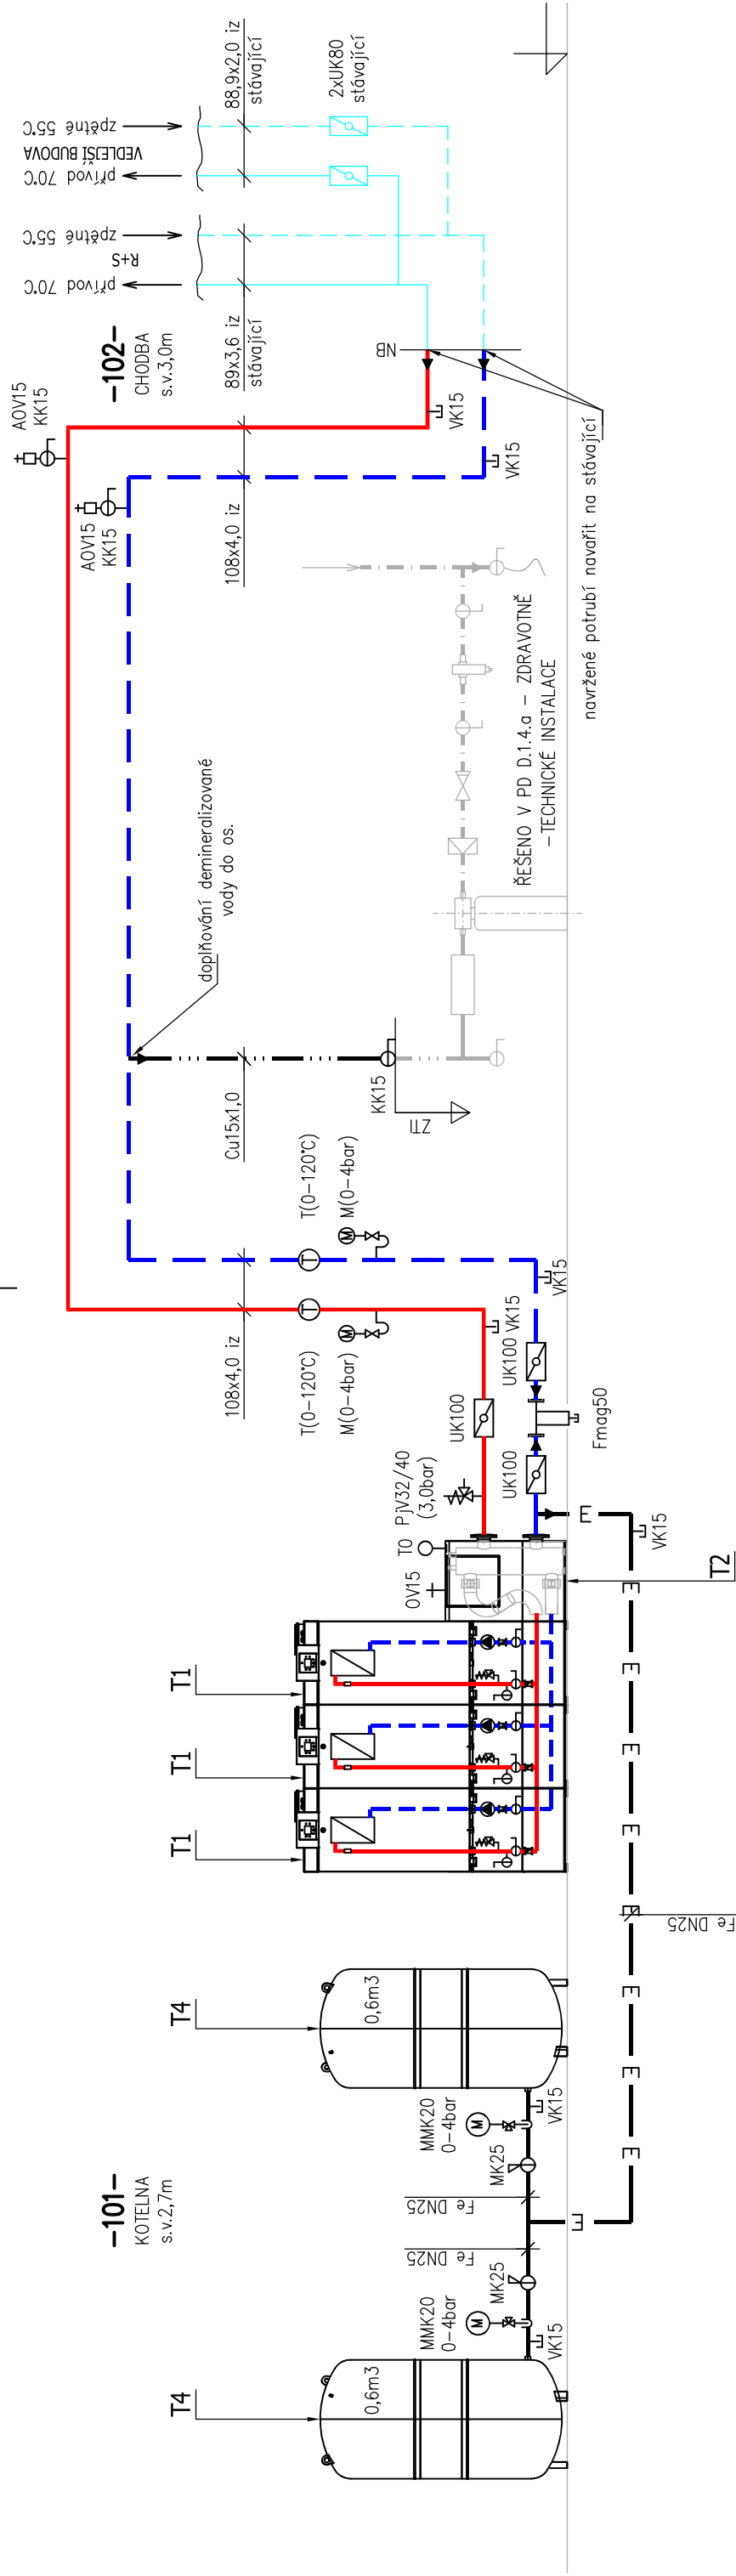 88,9x2,0 iz
stávající
2xUK80
stávající
zpětné 55°C
VEDLEJŠÍ BUDOVA
přívod 70°C
zpětné 55°C
R+S
přívod 70°C
89x3,6 iz
stávající
-102-
CHODBA
s.v.3,0m
NB
AOV15
KK15
VK15
AOV15
KK15
VK15
108x4,0 iz
navržené potrubí navařit na stávající
ŘEŠENO V PD D.1.4.a - ZDRAVOTNĚ
-TECHNICKÉ INSTALACE
doplňování demineralizované
vody do os.
Cu15x1,0
KK15
ZTI
T(0-120°C)
M(0-4bar)
M
T
VK15
T
M
T(0-120°C)
M(0-4bar)
108x4,0 iz
VK15
UK100
UK100
Fmag50
UK100
PjV32/40
(3,0bar)
TO
OV15
E
VK15
T2
T1
T1
T1
E
E
E
E
E
Fe DN25
E
E
E
E
T4
0,6m3
MMK20
0-4bar
M
VK15
MK25
Fe DN25
-101-
KOTELNA
s.v.2,7m
Fe DN25
MK25
MMK20
0-4bar
M
VK15
T4
0,6m3